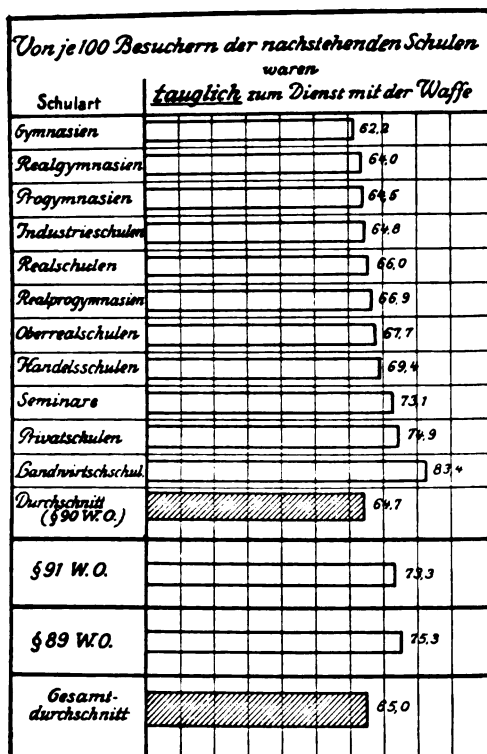 Von je 100 Besuchern der nachstehenden Schulen
waren
tauglich zum Dienst mit der Waffe
Schulart
Gymnasien 62,2
Realgymnasien 64,0
Progymnasien 64,5
Industrieschulen 64,8
Realschulen 66,0
Realprogymnasien 66,9
Oberrealschulen 67,7
Handelsschulen 69,4
Seminare 73,1
Privatschulen 74,9
Landwirtschschul. 83,4
Durchschnitt
(§90 W.O.) 64,7
§91 W.O. 73,3
§89 W.O. 75,3
Gesamt-
durchschnitt 65,0